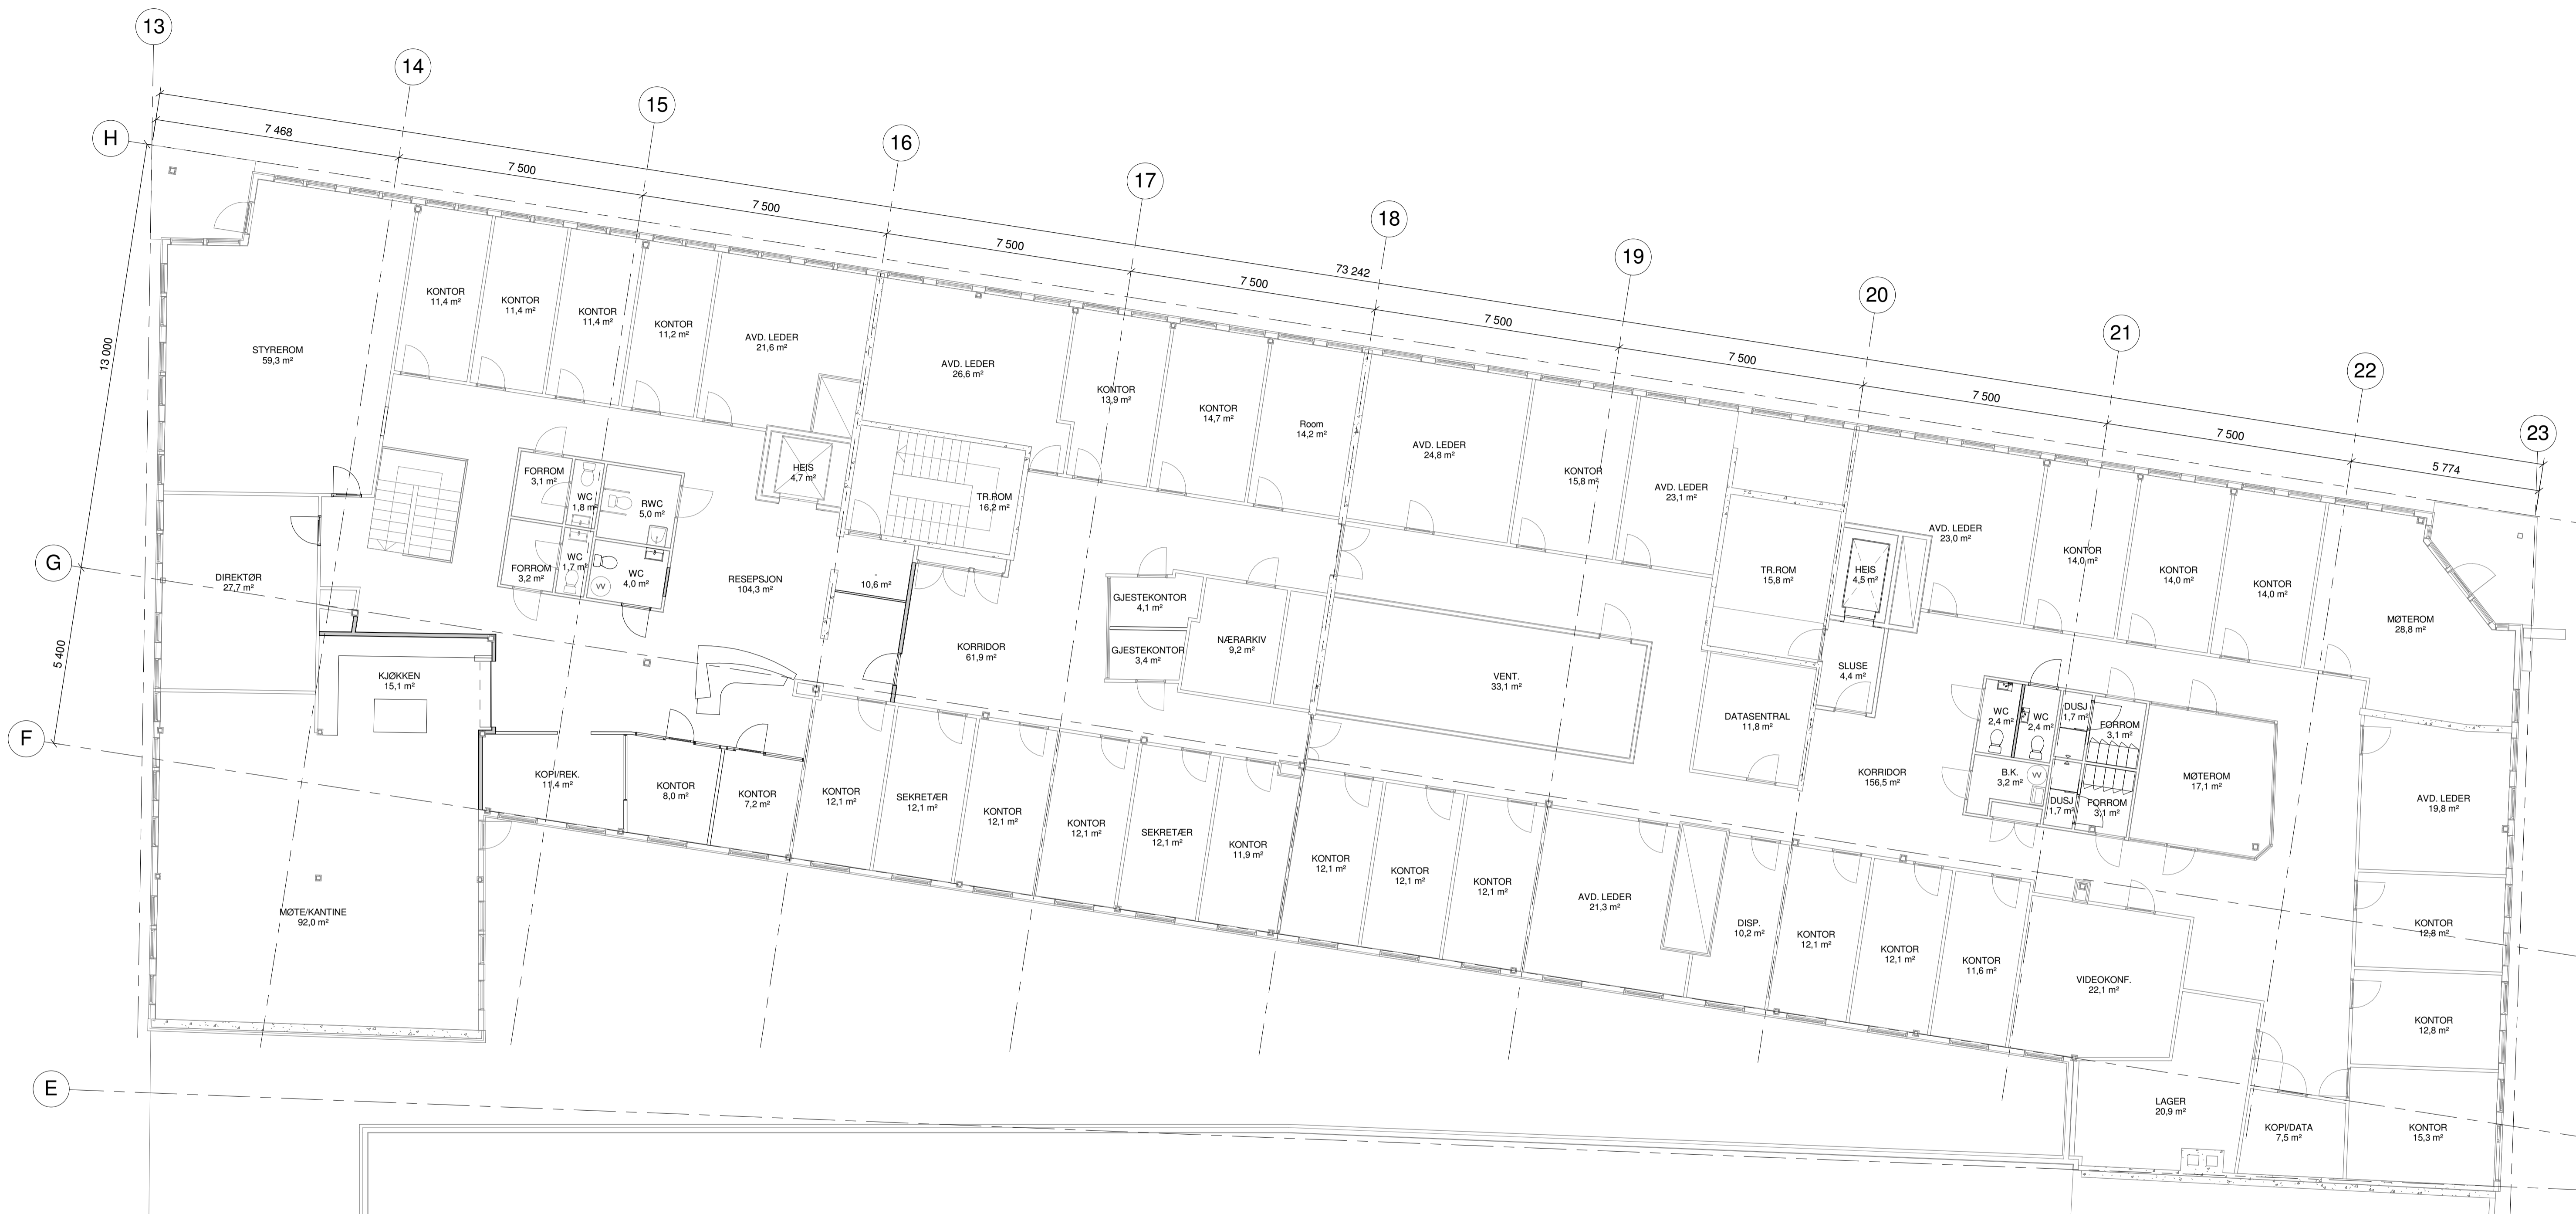 13
14
15
16
17
18
19
20
21
22
23
H
G
F
E
7 468
7 500
7 500
7 500
7 500
73 242
7 500
7 500
7 500
7 500
5 774
13 000
5 400
STYREROM
59,3 m²
KONTOR
11,4 m²
KONTOR
11,4 m²
KONTOR
11,4 m²
KONTOR
11,2 m²
AVD. LEDER
21,6 m²
AVD. LEDER
26,6 m²
KONTOR
13,9 m²
KONTOR
14,7 m²
Room
14,2 m²
AVD. LEDER
24,8 m²
KONTOR
15,8 m²
AVD. LEDER
23,1 m²
AVD. LEDER
23,0 m²
KONTOR
14,0 m²
KONTOR
14,0 m²
KONTOR
14,0 m²
MØTEROM
28,8 m²
FORROM
3,1 m²
WC
1,8 m²
RWC
5,0 m²
HEIS
4,7 m²
TR.ROM
16,2 m²
FORROM
3,2 m²
WC
1,7 m²
WC
4,0 m²
VV
RESEPSJON
104,3 m²
-
10,6 m²
DIREKTØR
27,7 m²
KORRIDOR
61,9 m²
GJESTEKONTOR
4,1 m²
GJESTEKONTOR
3,4 m²
NÆRARKIV
9,2 m²
VENT.
33,1 m²
TR.ROM
15,8 m²
HEIS
4,5 m²
SLUSE
4,4 m²
DATASENTRAL
11,8 m²
KORRIDOR
156,5 m²
WC
2,4 m²
WC
2,4 m²
DUSJ
1,7 m²
FORROM
3,1 m²
B.K.
3,2 m²
VV
DUSJ
1,7 m²
FORROM
3,1 m²
MØTEROM
17,1 m²
KJØKKEN
15,1 m²
KOPI/REK.
11,4 m²
KONTOR
8,0 m²
KONTOR
7,2 m²
KONTOR
12,1 m²
SEKRETÆR
12,1 m²
KONTOR
12,1 m²
KONTOR
12,1 m²
SEKRETÆR
12,1 m²
KONTOR
11,9 m²
KONTOR
12,1 m²
KONTOR
12,1 m²
KONTOR
12,1 m²
AVD. LEDER
21,3 m²
DISP.
10,2 m²
KONTOR
12,1 m²
KONTOR
12,1 m²
KONTOR
11,6 m²
VIDEOKONF.
22,1 m²
AVD. LEDER
19,8 m²
KONTOR
12,8 m²
KONTOR
12,8 m²
KONTOR
15,3 m²
MØTE/KANTINE
92,0 m²
LAGER
20,9 m²
KOPI/DATA
7,5 m²